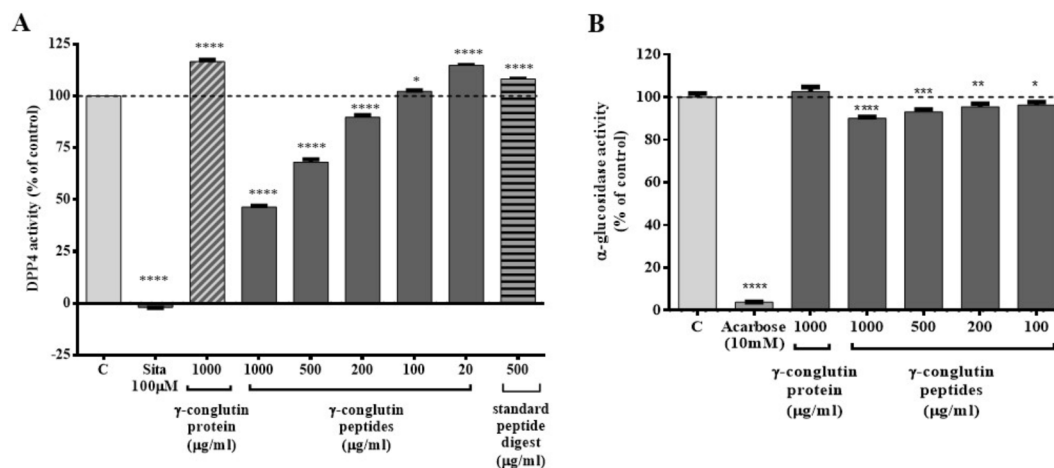 A
DPP4 activity (% of control)
125
100
75
50
25
0
-25
****
****
****
****
****
*
****
****
C
Sita
100μM
1000
1000
500
200
100
20
500
γ-conglutin
protein
(μg/ml)
γ-conglutin
peptides
(μg/ml)
standard
peptide
digest
(μg/ml)
B
α-glucosidase activity
(% of control)
120
100
80
60
40
20
0
****
****
***
**
*
C
Acarbose
(10mM)
1000
1000
500
200
100
γ-conglutin
protein
(μg/ml)
γ-conglutin
peptides
(μg/ml)